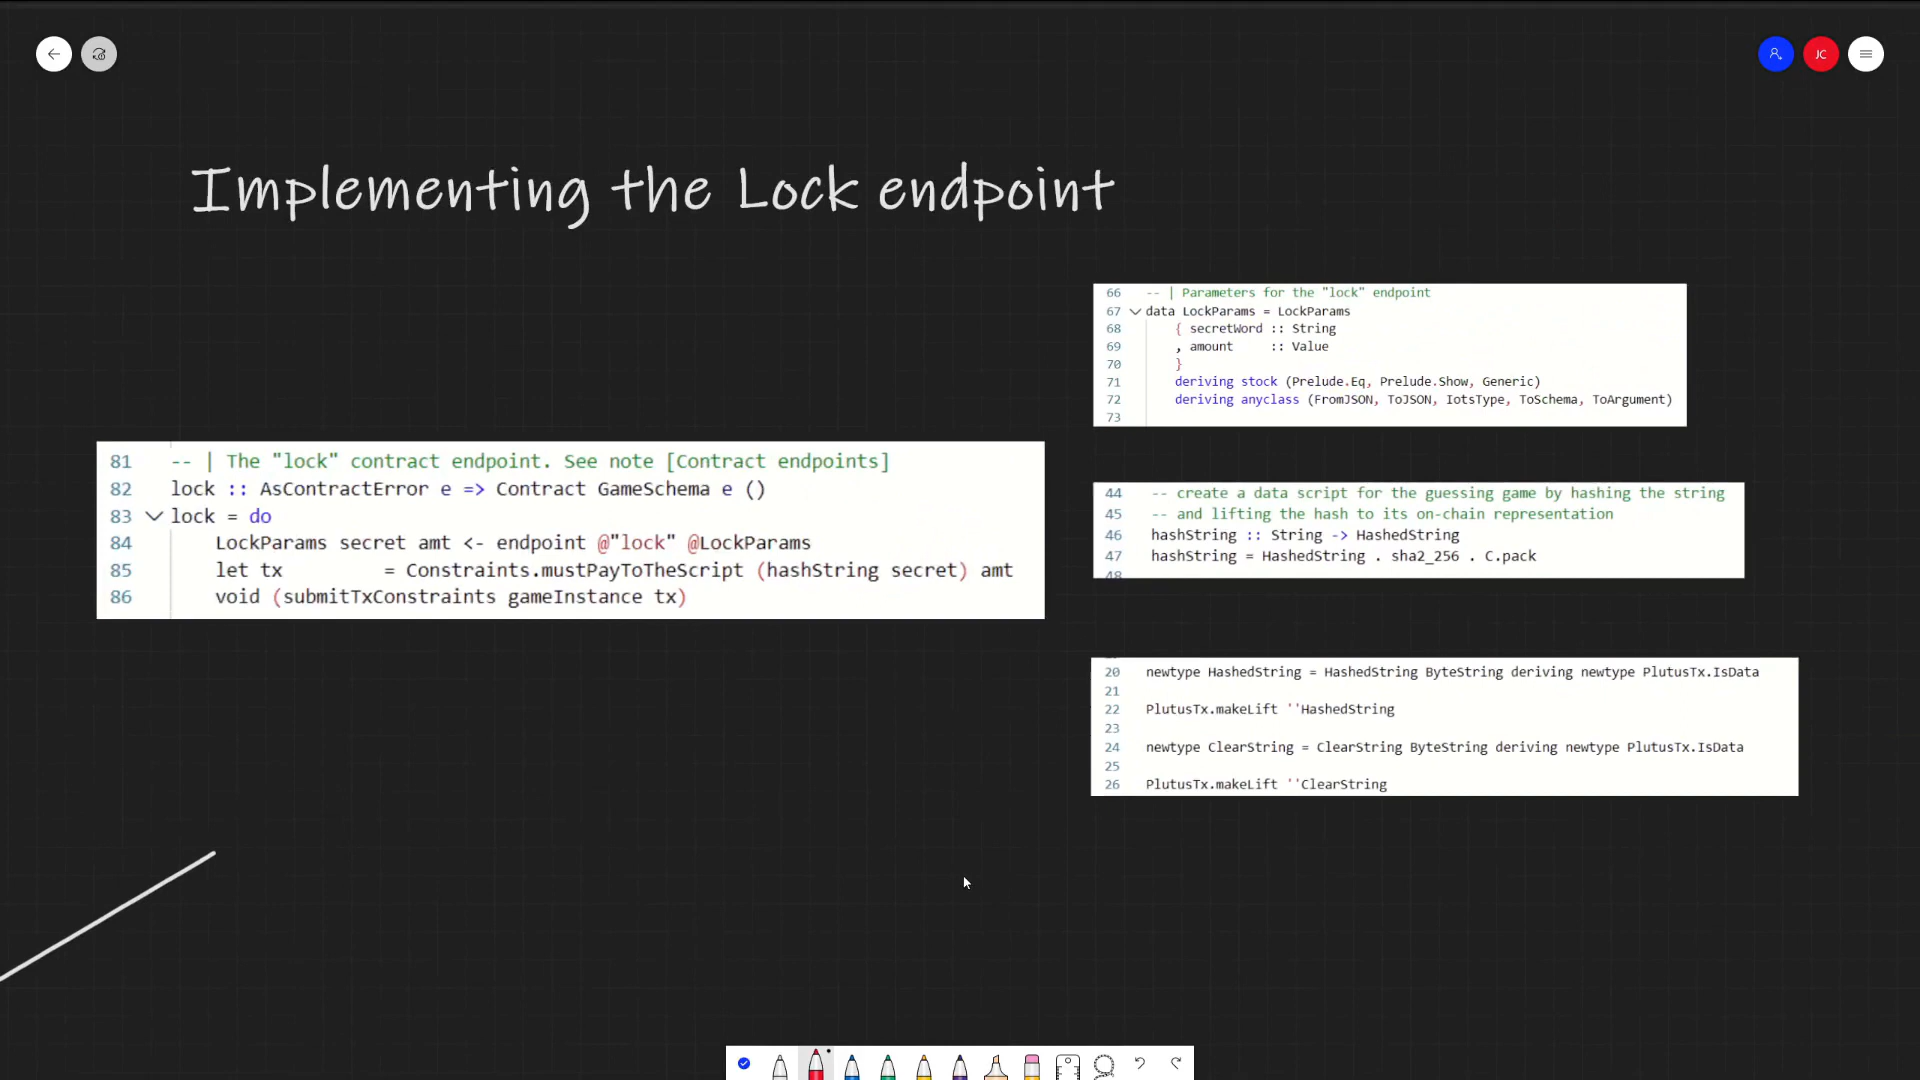 JC
Implementing the Lock endpoint
66 -- | Parameters for the "lock" endpoint
67 data LockParams = LockParams
68 { secretWord :: String
69 , amount :: Value
70 }
71 deriving stock (Prelude.Eq, Prelude.Show, Generic)
72 deriving anyclass (FromJSON, ToJSON, IotsType, ToSchema, ToArgument)
73
81 -- | The "lock" contract endpoint. See note [Contract endpoints]
82 lock :: AsContractError e => Contract GameSchema e ()
83 lock = do
84 LockParams secret amt <- endpoint @"lock" @LockParams
85 let tx = Constraints.mustPayToTheScript (hashString secret) amt
86 void (submitTxConstraints gameInstance tx)
44 -- create a data script for the guessing game by hashing the string
45 -- and lifting the hash to its on-chain representation
46 hashString :: String -> HashedString
47 hashString = HashedString . sha2_256 . C.pack
48
20 newtype HashedString = HashedString ByteString deriving newtype PlutusTx.IsData
21
22 PlutusTx.makeLift ''HashedString
23
24 newtype ClearString = ClearString ByteString deriving newtype PlutusTx.IsData
25
26 PlutusTx.makeLift ''ClearString